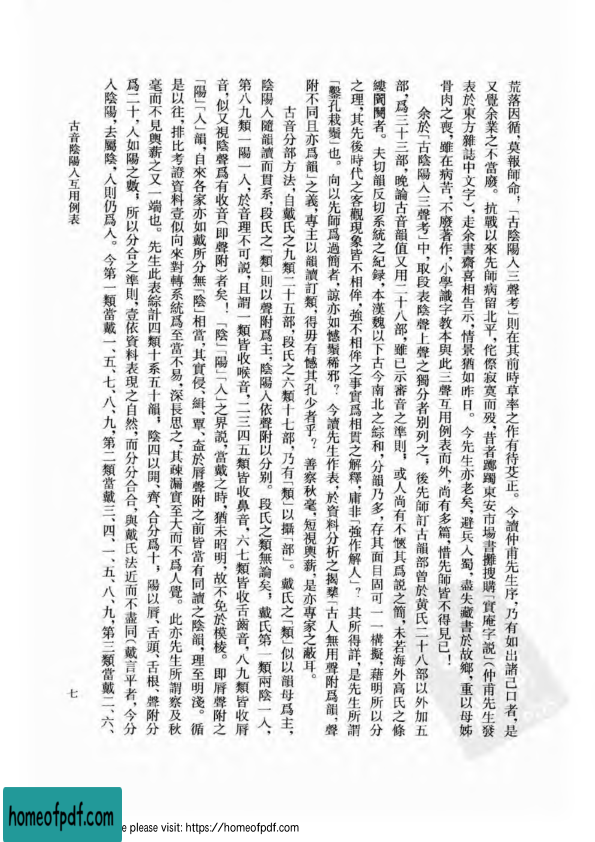 荒落因循，莫報師命，「古陰陽入三聲考」則在其前時草率之作有待芟正。今讀仲甫先生序，乃有如出諸己口者，是
又覺余業之不當廢。抗戰以來先師病留北平，侘傺寂寞而歿，昔者躑躅東安市場書攤搜購「實庵字説」（仲甫先生發
表於東方雜誌中文字），走余書齋喜相告示，情景猶如昨日。今先生亦老矣，避兵入蜀，盡失藏書於故鄉，重以母姊
骨肉之喪，雖在病苦，不廢著作，小學識字教本與此三聲互用例表而外，尚有多篇，惜先師皆不得見已！
余於「古陰陽入三聲考」中，取段表陰聲上聲之獨分者別列之，後先師訂古韻部曾於黄氏二十八部以外加五
部，爲三十三部，晚論古音韻值又用二十八部，雖已示審音之準則，或人尚有不愜其爲説之簡，未若海外高氏之條
縷闐闐者。夫切韻反切系統之紀録，本漢魏以下古今南北之綜和，分韻乃多，存其面目固可一一構擬，藉明所以分
之理，其先後時代之客觀現象皆不相侔，強不相侔之事實爲相貫之解釋，庸非「強作解人」？其所得詳，是先生所謂
「鑿孔栽鬚」也。向以先師爲過簡者，諒亦如憾鬚稀邪？今讀先生作表，於資料分析之揭櫫「古人無用聲附爲韻，聲
附不同且亦爲韻」之義，專主以韻讀訂類，得毋有憾其孔少者乎？善察秋毫，短視輿薪，是亦專家之蔽耳。
古音分部方法，自戴氏之九類二十五部，段氏之六類十七部，乃有「類」以攝「部」。戴氏之「類」似以韻母爲主，
陰陽入隨韻讀而貫系，段氏之「類」則以聲附爲主，陰陽入依聲附以分別。段氏之類無論矣，戴氏第一類兩陰一入，
第八九類一陽一入，於音理不可説，且謂一類皆收喉音，二三四五類皆收鼻音，六七類皆收舌齒音，八九類皆收脣
音，似又視陰聲爲有收音（即聲附）者矣！「陰」「陽」「入」之界説，當戴之時，猶未昭明，故不免於模棱。即脣聲附之
「陽」「入」韻，自來各家亦如戴所分無「陰」相當，其實侵、緝、覃、盍於脣聲附之前皆當有同讀之陰韻，理至明淺。循
是以往，排比考證資料壹似向來對轉系統爲至當不易，深長思之，其疎漏實至大而不爲人覺。此亦先生所謂察及秋
毫而不見輿薪之又一端也。先生此表綜計四類十系五十韻，陰四以開、齊、合分爲十，陽以脣、舌頭、舌根、聲附分
爲二十，入如陽之數，所以分合之準則，壹依資料表現之自然，而分分合合，與戴氏法近而不盡同（戴言平者，今分
入陰陽，去屬陰，入則仍爲入。今第一類當戴一、五、七、八、九，第二類當戴三、四、一、五、八、九，第三類當戴二、六、
古音陰陽入互用例表
七
homeofpdf.com
e please visit: https://homeofpdf.com